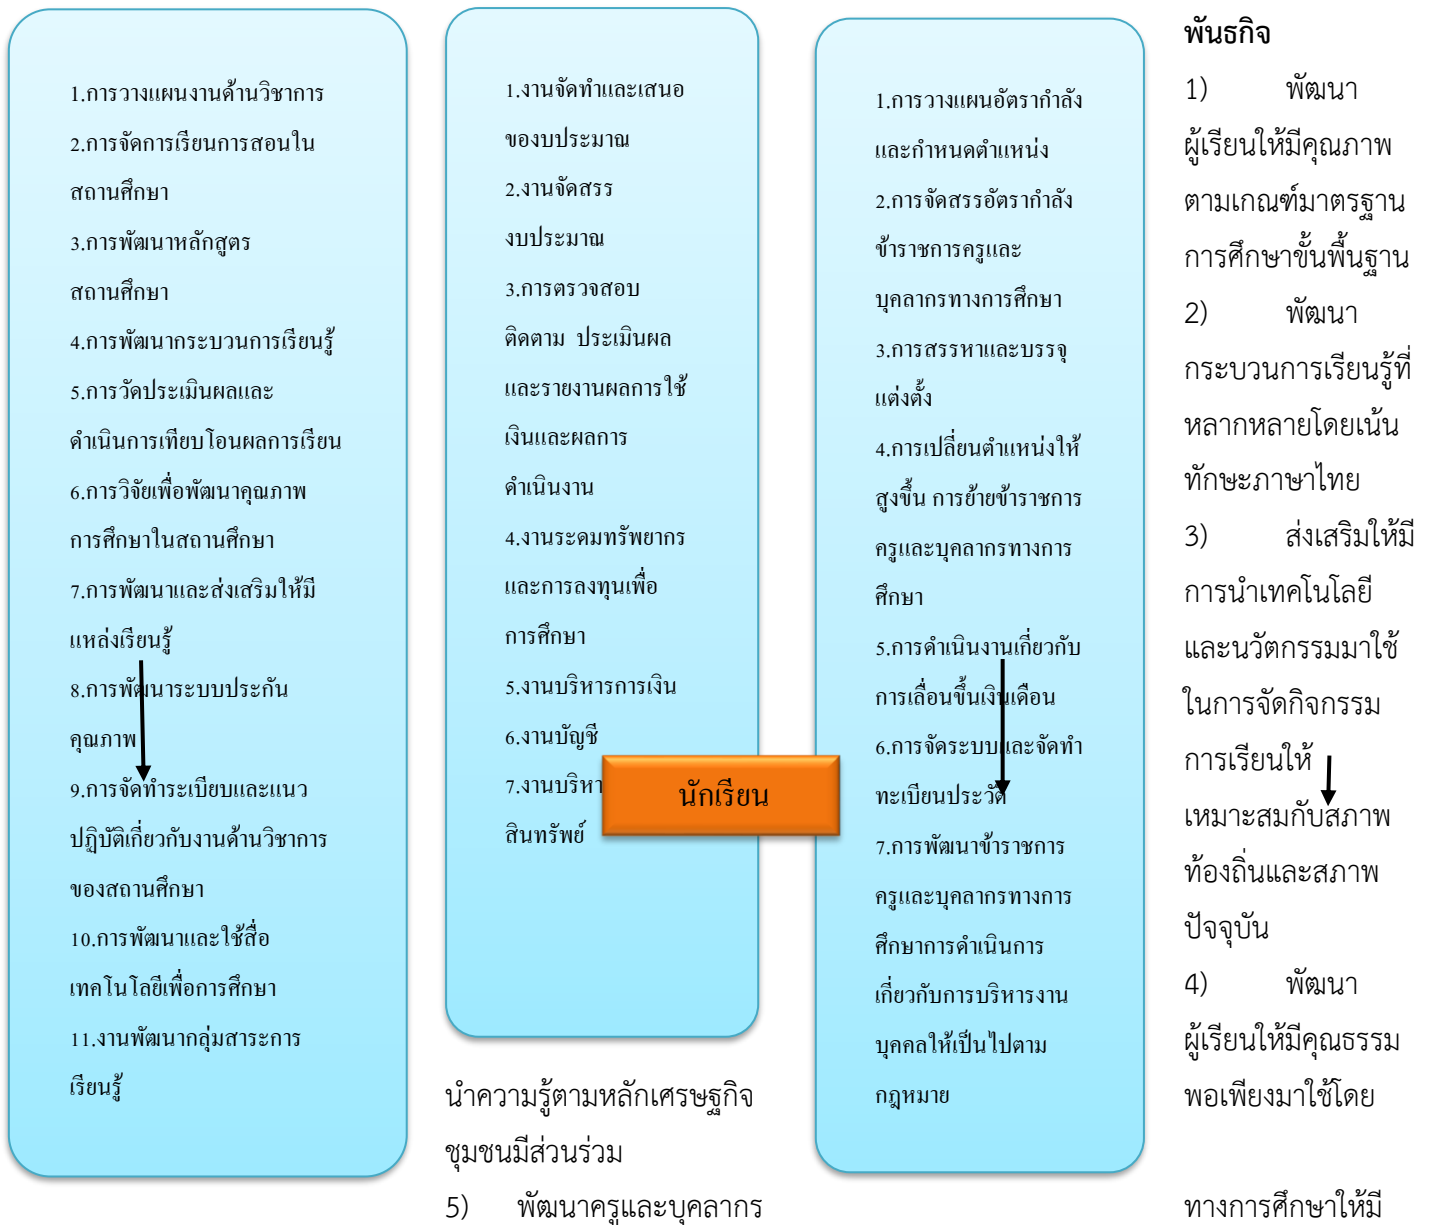 1.การวางแผนงานด้านวิชาการ
2.การจัดการเรียนการสอนใน
สถานศึกษา
3.การพัฒนาหลักสูตร
สถานศึกษา
4.การพัฒนากระบวนการเรียนรู้
5.การวัดประเมินผลและ
ดำเนินการเทียบโอนผลการเรียน
6.การวิจัยเพื่อพัฒนาคุณภาพ
การศึกษาในสถานศึกษา
7.การพัฒนาและส่งเสริมให้มี
แหล่งเรียนรู้
8.การพัฒนาระบบประกัน
คุณภาพ
9.การจัดทำระเบียบและแนว
ปฏิบัติเกี่ยวกับงานด้านวิชาการ
ของสถานศึกษา
10.การพัฒนาและใช้สื่อ
เทคโนโลยีเพื่อการศึกษา
11.งานพัฒนากลุ่มสาระการ
เรียนรู้
1.งานจัดทำและเสนอ
ของบประมาณ
2.งานจัดสรร
งบประมาณ
3.การตรวจสอบ
ติดตาม ประเมินผล
และรายงานผลการใช้
เงินและผลการ
ดำเนินงาน
4.งานระดมทรัพยากร
และการลงทุนเพื่อ
การศึกษา
5.งานบริหารการเงิน
6.งานบัญชี
7.งานบริหา
สินทรัพย์
นักเรียน
1.การวางแผนอัตรากำลัง
และกำหนดตำแหน่ง
2.การจัดสรรอัตรากำลัง
ข้าราชการครูและ
บุคลากรทางการศึกษา
3.การสรรหาและบรรจุ
แต่งตั้ง
4.การเปลี่ยนตำแหน่งให้
สูงขึ้น การย้ายข้าราชการ
ครูและบุคลากรทางการ
ศึกษา
5.การดำเนินงานเกี่ยวกับ
การเลื่อนขึ้นเงินเดือน
6.การจัดระบบและจัดทำ
ทะเบียนประวัติ
7.การพัฒนาข้าราชการ
ครูและบุคลากรทางการ
ศึกษาการดำเนินการ
เกี่ยวกับการบริหารงาน
บุคคลให้เป็นไปตาม
กฎหมาย
พันธกิจ
1) พัฒนา
ผู้เรียนให้มีคุณภาพ
ตามเกณฑ์มาตรฐาน
การศึกษาขั้นพื้นฐาน
2) พัฒนา
กระบวนการเรียนรู้ที่
หลากหลายโดยเน้น
ทักษะภาษาไทย
3) ส่งเสริมให้มี
การนำเทคโนโลยี
และนวัตกรรมมาใช้
ในการจัดกิจกรรม
การเรียนให้
เหมาะสมกับสภาพ
ท้องถิ่นและสภาพ
ปัจจุบัน
4) พัฒนา
ผู้เรียนให้มีคุณธรรม
นำความรู้ตามหลักเศรษฐกิจ พอเพียงมาใช้โดย
ชุมชนมีส่วนร่วม
5) พัฒนาครูและบุคลากร ทางการศึกษาให้มี